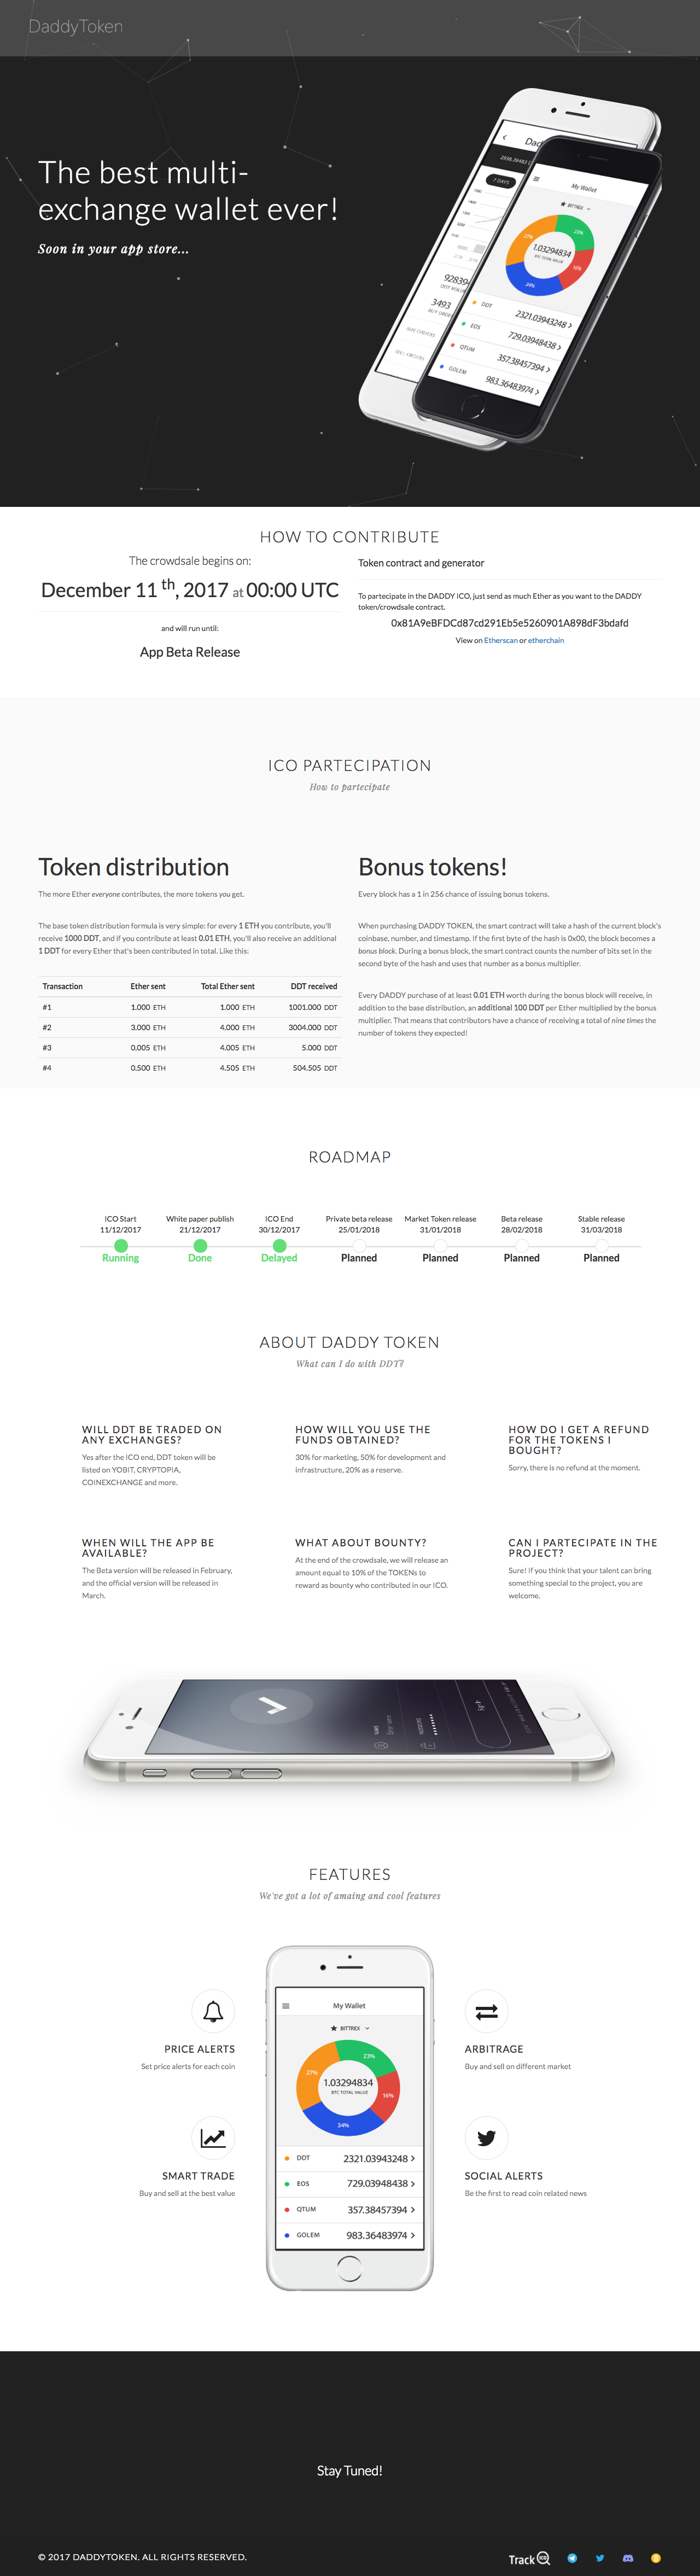 DaddyToken
The best multi-
exchange wallet ever!
Soon in your app store...
My Wallet
BITTREX
23%
27%
1.03294834
BTC TOTAL VALUE
16%
34%
DDT 2321.03943248
EOS 729.03948438
QTUM 357.38457394
GOLEM 983.36483974
7 DAYS
3493
HOW TO CONTRIBUTE
The crowdsale begins on:
December 11 th, 2017 at 00:00 UTC
and will run until:
App Beta Release
Token contract and generator
To partecipate in the DADDY ICO, just send as much Ether as you want to the DADDY
token/crowdsale contract.
0x81A9eBFDCd87cd291Eb5e5260901A898dF3bdafd
View on Etherscan or etherchain
ICO PARTECIPATION
How to partecipate
Token distribution
The more Ether everyone contributes, the more tokens you get.
The base token distribution formula is very simple: for every 1 ETH you contribute, you'll
receive 1000 DDT, and if you contribute at least 0.01 ETH, you'll also receive an additional
1 DDT for every Ether that's been contributed in total. Like this:
Transaction Ether sent Total Ether sent DDT received
#1 1.000 ETH 1.000 ETH 1001.000 DDT
#2 3.000 ETH 4.000 ETH 3004.000 DDT
#3 0.005 ETH 4.005 ETH 5.000 DDT
#4 0.500 ETH 4.505 ETH 504.505 DDT
Bonus tokens!
Every block has a 1 in 256 chance of issuing bonus tokens.
When purchasing DADDY TOKEN, the smart contract will take a hash of the current block's
coinbase, number, and timestamp. If the first byte of the hash is 0x00, the block becomes a
bonus block. During a bonus block, the smart contract counts the number of bits set in the
second byte of the hash and uses that number as a bonus multiplier.
Every DADDY purchase of at least 0.01 ETH worth during the bonus block will receive, in
addition to the base distribution, an additional 100 DDT per Ether multiplied by the bonus
multiplier. That means that contributors have a chance of receiving a total of nine times the
number of tokens they expected!
ROADMAP
ICO Start White paper publish ICO End Private beta release Market Token release Beta release Stable release
11/12/2017 21/12/2017 30/12/2017 25/01/2018 31/01/2018 28/02/2018 31/03/2018
Running Done Delayed Planned Planned Planned Planned
ABOUT DADDY TOKEN
What can I do with DDT?
WILL DDT BE TRADED ON
ANY EXCHANGES?
Yes after the ICO end, DDT token will be
listed on YOBIT, CRYPTOPIA,
COINEXCHANGE and more.
HOW WILL YOU USE THE
FUNDS OBTAINED?
30% for marketing, 50% for development and
infrastructure, 20% as a reserve.
HOW DO I GET A REFUND
FOR THE TOKENS I
BOUGHT?
Sorry, there is no refund at the moment.
WHEN WILL THE APP BE
AVAILABLE?
The Beta version will be released in February,
and the official version will be released in
March.
WHAT ABOUT BOUNTY?
At the end of the crowdsale, we will release an
amount equal to 10% of the TOKENs to
reward as bounty who contributed in our ICO.
CAN I PARTECIPATE IN THE
PROJECT?
Sure! If you think that your talent can bring
something special to the project, you are
welcome.
FEATURES
We've got a lot of amaing and cool features
PRICE ALERTS
Set price alerts for each coin
SMART TRADE
Buy and sell at the best value
My Wallet
BITTREX
23%
27%
1.03294834
BTC TOTAL VALUE
16%
34%
DDT 2321.03943248
EOS 729.03948438
QTUM 357.38457394
GOLEM 983.36483974
ARBITRAGE
Buy and sell on different market
SOCIAL ALERTS
Be the first to read coin related news
Stay Tuned!
© 2017 DADDYTOKEN. ALL RIGHTS RESERVED.
Track ICO